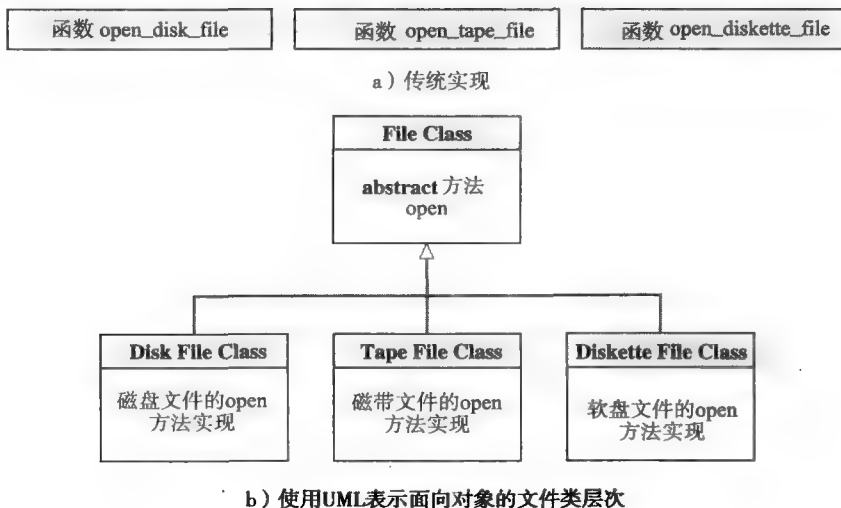 函数 open_disk_file
函数 open_tape_file
函数 open_diskette_file
a）传统实现
File Class
abstract 方法
open
Disk File Class
磁盘文件的open
方法实现
Tape File Class
磁带文件的open
方法实现
Diskette File Class
软盘文件的open
方法实现
b）使用UML表示面向对象的文件类层次